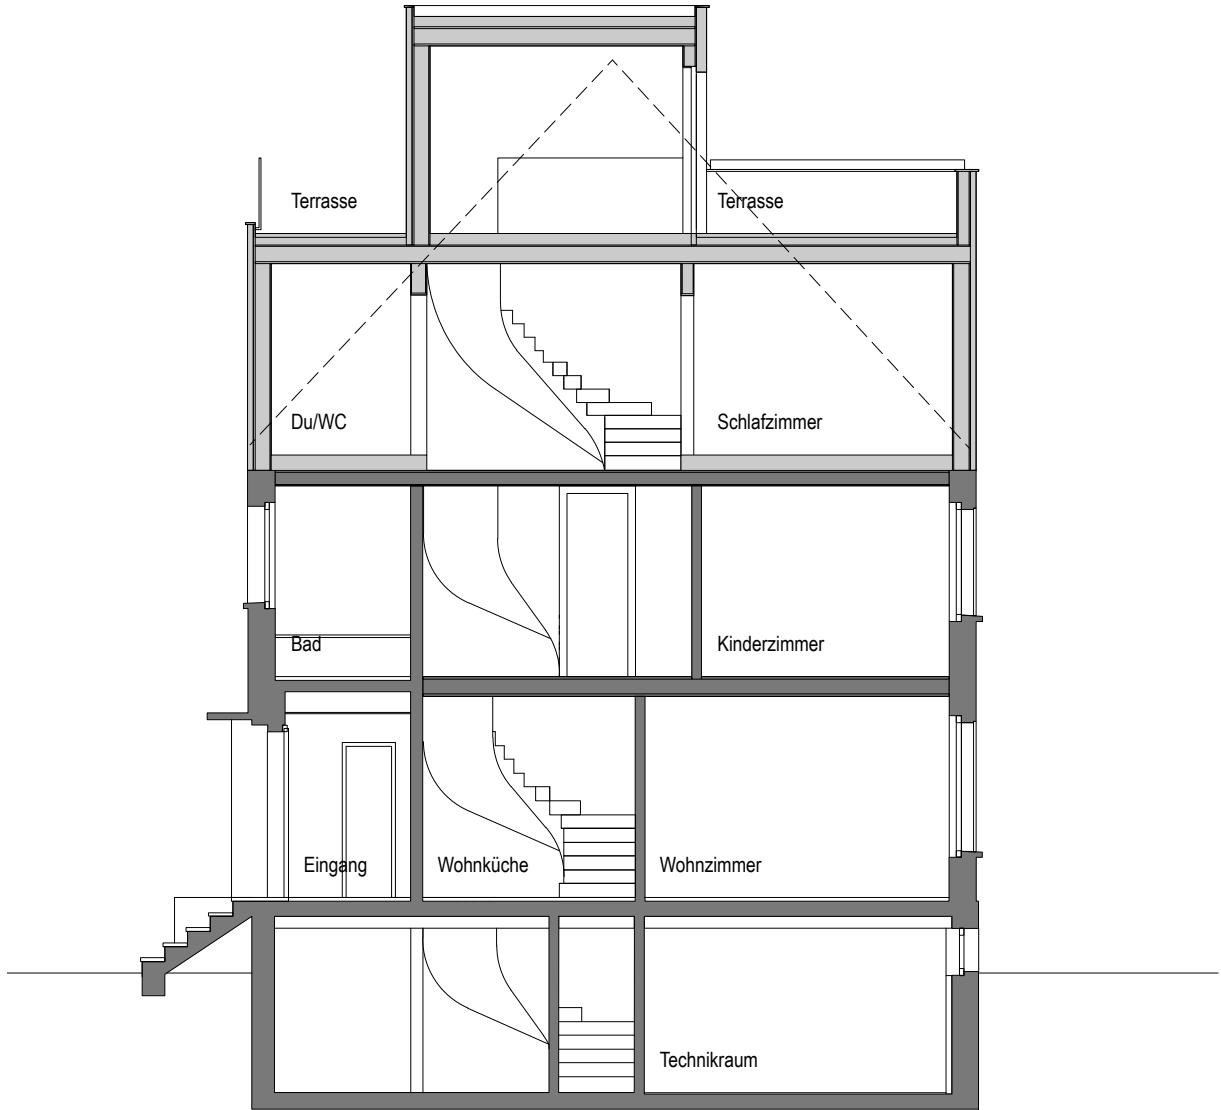 Terrasse
Terrasse
Du/WC
Schlafzimmer
Bad
Kinderzimmer
Eingang
Wohnküche
Wohnzimmer
Technikraum